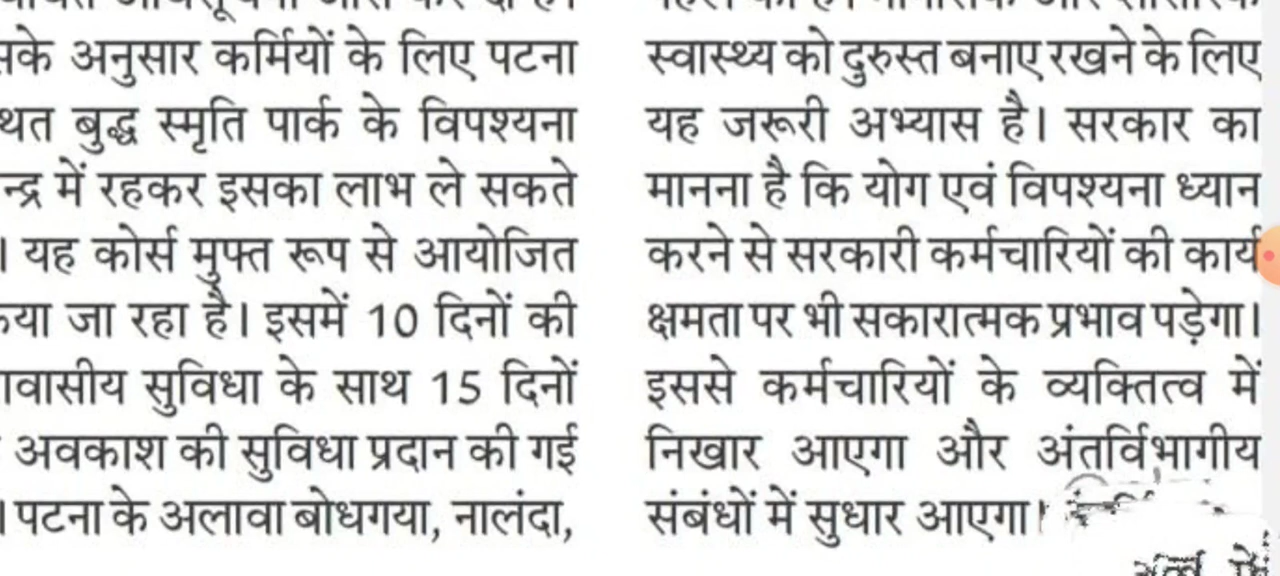 अनुसार कर्मियों के लिए पटना
बुद्ध स्मृति पार्क के विपश्यना
में रहकर इसका लाभ ले सकते
। यह कोर्स मुफ्त रूप से आयोजित
जा रहा है। इसमें 10 दिनों की
सुविधा के साथ 15 दिनों
अवकाश की सुविधा प्रदान की गई
। पटना के अलावा बोधगया, नालंदा,
स्वास्थ्य को दुरुस्त बनाए रखने के लिए
यह जरूरी अभ्यास है। सरकार का
मानना है कि योग एवं विपश्यना ध्यान
करने से सरकारी कर्मचारियों की कार्य
क्षमता पर भी सकारात्मक प्रभाव पड़ेगा।
इससे कर्मचारियों के व्यक्तित्व में
निखार आएगा और अंतर्विभागीय
संबंधों में सुधार आएगा।